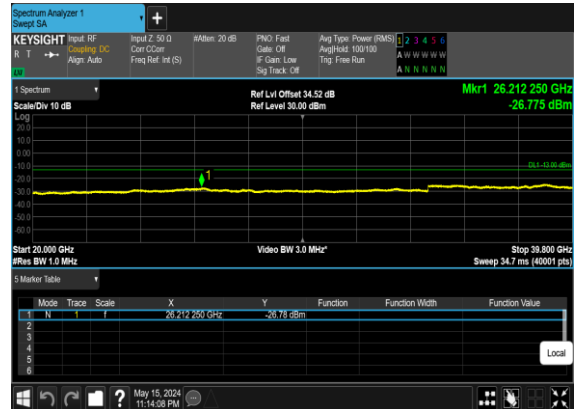 Spectrum Analyzer 1
Swept SA
+
KEYSIGHT Input: RF Input Z: 50 Ω #Atten: 20 dB PNO: Fast Avg Type: Power (RMS) 1 2 3 4 5 6
R T Coupling: DC Corr CCorr Gate: Off Avg|Hold: 100/100 A W W W W W
Align: Auto Freq Ref: Int (S) IF Gain: Low Trig: Free Run
LW Sig Track: Off A N N N N N
1 Spectrum Ref Lvl Offset 34.52 dB Mkr1 26.212 250 GHz
Scale/Div 10 dB Ref Level 30.00 dBm -26.775 dBm
Log
20.0
10.0
0.00
-10.0
DL1 -13.00 dBm
1
-20.0
-30.0
-40.0
-50.0
-60.0
Start 20.000 GHz Video BW 3.0 MHz* Stop 39.800 GHz
#Res BW 1.0 MHz Sweep 34.7 ms (40001 pts)
5 Marker Table
Mode Trace Scale X Y Function Function Width Function Value
1 N 1 f 26.212 250 GHz -26.78 dBm
2
3
4
5
6
Local
? May 15, 2024
11:14:08 PM